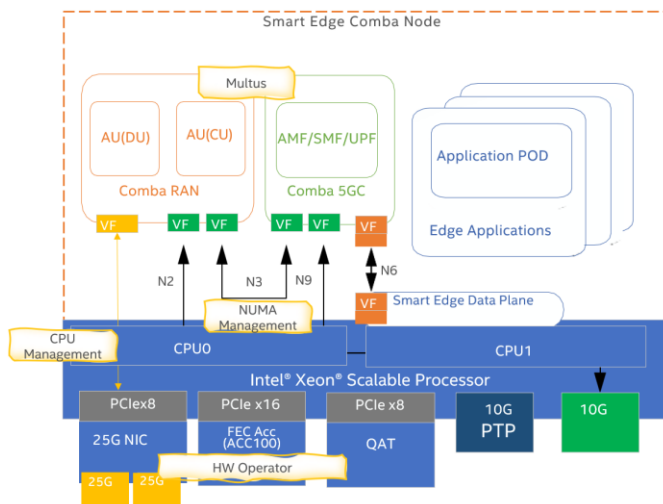 Smart Edge Comba Node
Multus
AU(DU)
AU(CU)
AMF/SMF/UPF
Application POD
Comba RAN
Comba 5GC
Edge Applications
VF
VF
VF
VF
VF
VF
N2
N3
N9
N6
VF
Smart Edge Data Plane
NUMA
Management
CPU
Management
CPU0
CPU1
Intel® Xeon® Scalable Processor
PCIex8
PCIe x16
PCIe x8
10G
PTP
10G
25G NIC
FEC Acc
(ACC100)
QAT
HW Operator
25G
25G